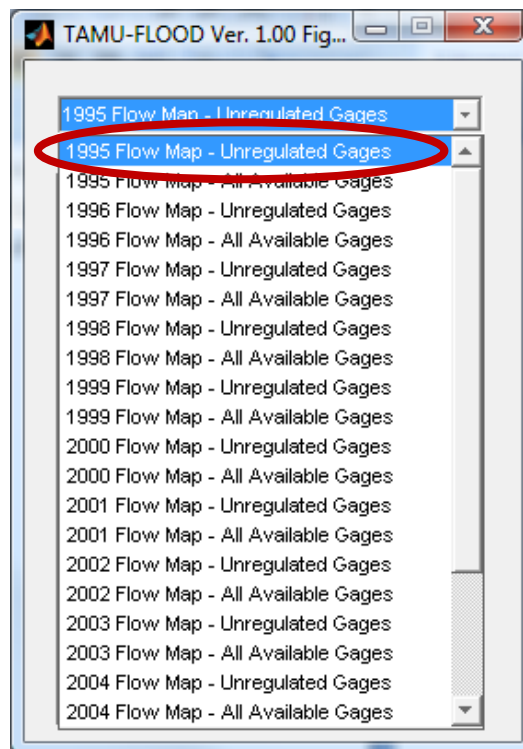 TAMU-FLOOD Ver. 1.00 Fig...
1995 Flow Map - Unregulated Gages
1995 Flow Map - Unregulated Gages
1995 Flow Map - All Available Gages
1996 Flow Map - Unregulated Gages
1996 Flow Map - All Available Gages
1997 Flow Map - Unregulated Gages
1997 Flow Map - All Available Gages
1998 Flow Map - Unregulated Gages
1998 Flow Map - All Available Gages
1999 Flow Map - Unregulated Gages
1999 Flow Map - All Available Gages
2000 Flow Map - Unregulated Gages
2000 Flow Map - All Available Gages
2001 Flow Map - Unregulated Gages
2001 Flow Map - All Available Gages
2002 Flow Map - Unregulated Gages
2002 Flow Map - All Available Gages
2003 Flow Map - Unregulated Gages
2003 Flow Map - All Available Gages
2004 Flow Map - Unregulated Gages
2004 Flow Map - All Available Gages